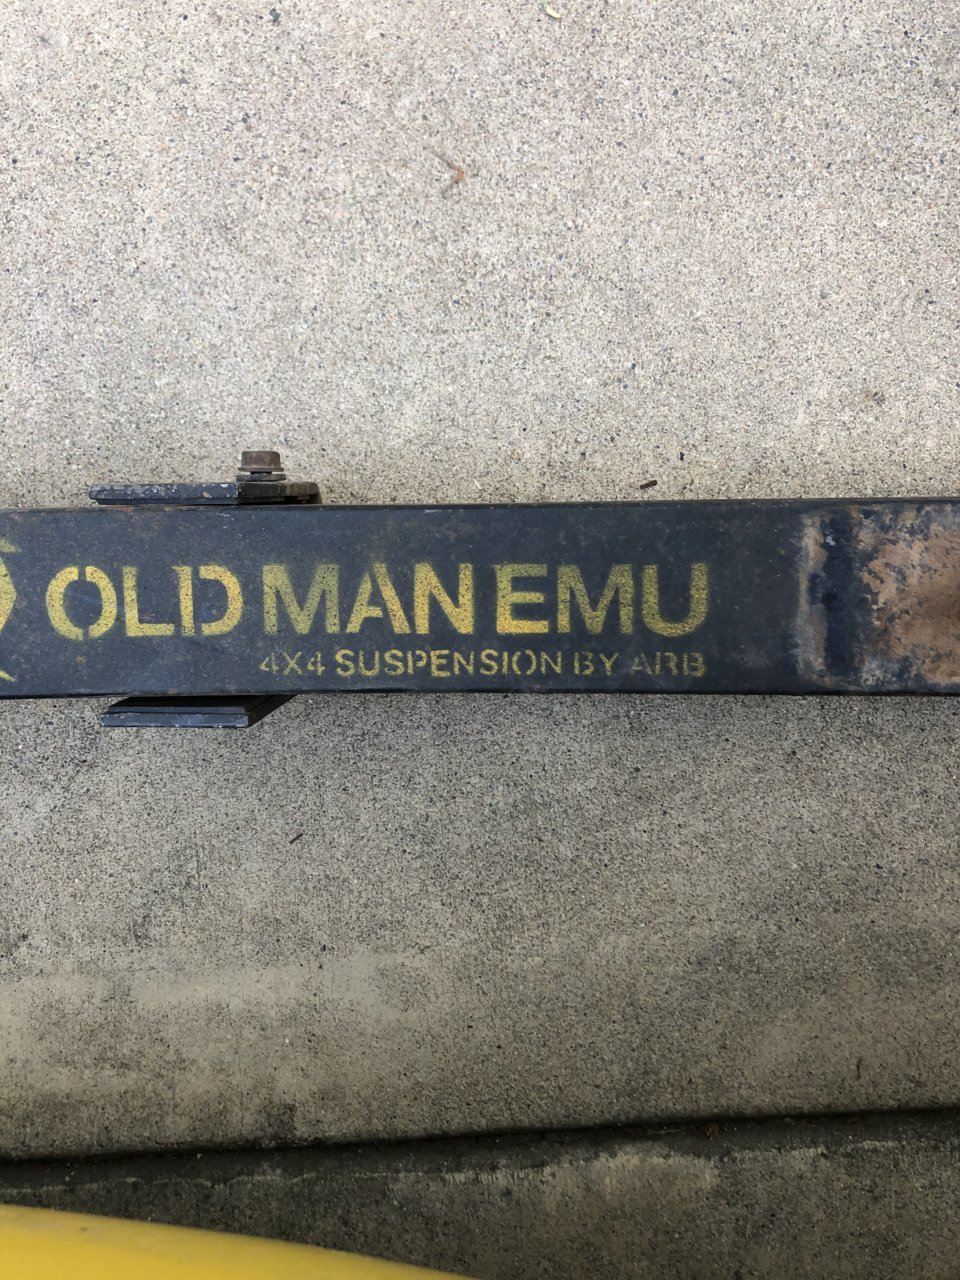 OLD MAN EMU
4X4 SUSPENSION BY ARB